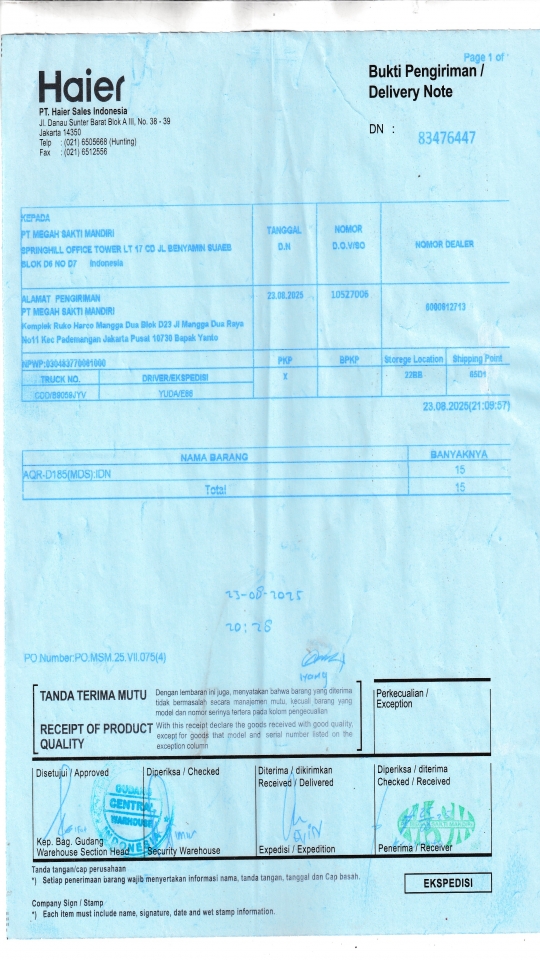 Page 1 of
Haier
Bukti Pengiriman /
Delivery Note
PT. Haier Sales Indonesia
Jl. Danau Sunter Barat Blok A III, No. 38 - 39
Jakarta 14350
Telp : (021) 6505668 (Hunting)
Fax : (021) 6512556
DN : 83476447
KEPADA
PT MEGAH SAKTI MANDIRI
SPRINGHILL OFFICE TOWER LT 17 CD JL BENYAMIN SUAEB
BLOK D6 NO D7 Indonesia
TANGGAL
D.N
NOMOR
D.O.V/SO
NOMOR DEALER
ALAMAT PENGIRIMAN
PT MEGAH SAKTI MANDIRI
Komplek Ruko Harco Mangga Dua Blok D23 Jl Mangga Dua Raya
No11 Kec Pademangan Jakarta Pusat 10730 Bapak Yanto
23.08.2025
10527006
PKP
BPKP
Storege Location
Shipping Point
TRUCK NO.
DRIVER/EKSPEDISI
X
22BB
65D1
YUDA/E86
23.08.2025(21:09:57)
NAMA BARANG
BANYAKNYA
AQR-D185(MDS):IDN
15
Total
15
23-08-2025
20:28
PO.Number:PO.MSM.25.VII.075(4)
TANDA TERIMA MUTU
Dengan lembaran ini juga, menyatakan bahwa barang yang diterima
tidak bermasalah secara manajemen mutu, kecuali barang yang
model dan nomor serinya tertera pada kolom pengecualian
RECEIPT OF PRODUCT
QUALITY
With this receipt declare the goods received with good quality,
except for goods that model and serial number listed on the
exception column
Perkecualian /
Exception
Disetujui / Approved
Diperiksa / Checked
Diterima / dikirimkan
Received / Delivered
Diperiksa / diterima
Checked / Received
GUDANG
CENTRAL
WAREHOUSE
INDONESIA
SAKTI MANDIRI
Kep. Bag. Gudang
Warehouse Section Head
Security Warehouse
Expedisi / Expedition
Penerima / Receiver
Tanda tangan/cap perusahaan
*) Setiap penerimaan barang wajib menyertakan informasi nama, tanda tangan, tanggal dan Cap basah.
EKSPEDISI
Company Sign / Stamp
*) Each item must include name, signature, date and wet stamp information.